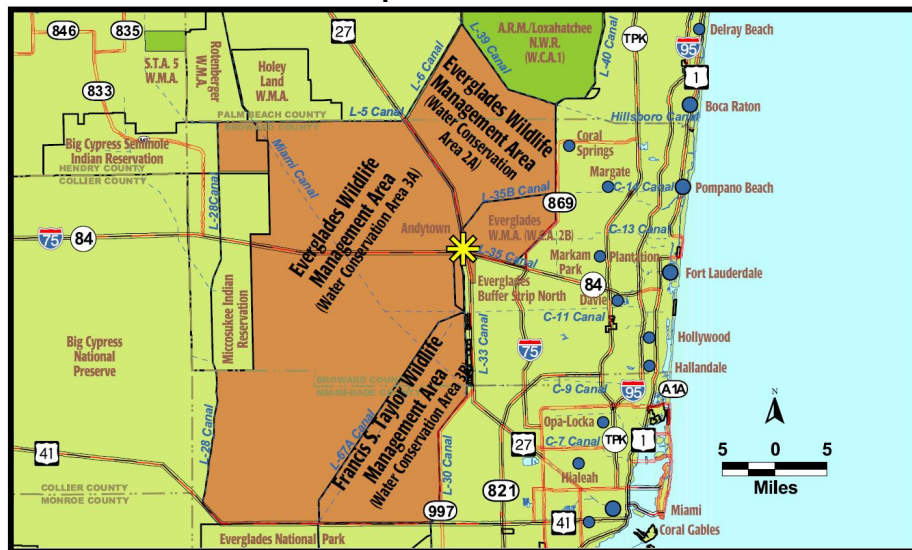 846
835
27
L-39 Canal
A.R.M./Loxahatchee
N.W.R.
(W.C.A.1)
L-40 Canal
TPK
95
Delray Beach
1
S.T.A. 5
W.M.A.
Rotenberger
W.M.A.
Holey
Land
W.M.A.
L-6 Canal
833
Everglades Wildlife
Management Area
(Water Conservation
Area 2A)
Boca Raton
L-5 Canal
PALM BEACH COUNTY
BROWARD COUNTY
Hillsboro Canal
Big Cypress Seminole
Indian Reservation
Miami Canal
Coral
Springs
HENDRY COUNTY
COLLIER COUNTY
L-28Canal
Everglades Wildlife
Management Area
(Water Conservation Area 3A)
L-35B Canal
869
Margate
C-14 Canal
Pompano Beach
Everglades
W.M.A. (W.C.A. 2B)
C-13 Canal
75
84
Andytown
L-35 Canal
Markam
Park
Plantation
Fort Lauderdale
Everglades
Buffer Strip North
84
Davie
C-11 Canal
Miccosukee Indian
Reservation
Big Cypress
National
Preserve
L-33 Canal
75
Hollywood
Hallandale
BROWARD COUNTY
MIAMI-DADE COUNTY
C-9 Canal
95
A1A
Francis S. Taylor Wildlife
Management Area
(Water Conservation Area 3B)
L-67A Canal
L-28 Canal
41
L-30 Canal
27
Opa-Locka
C-7 Canal
TPK
1
N
5
0
5
Miles
Hialeah
821
COLLIER COUNTY
MONROE COUNTY
997
41
Miami
Coral Gables
Everglades National Park